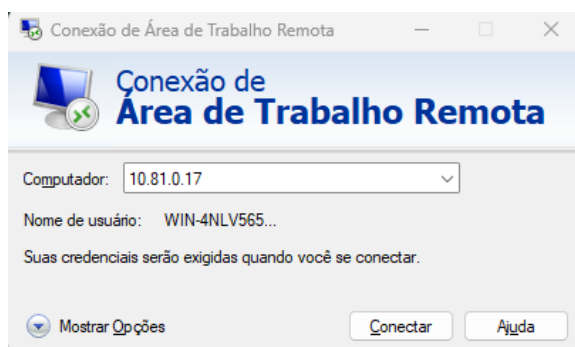 Conexão de Área de Trabalho Remota
Conexão de
Área de Trabalho Remota
Computador: 10.81.0.17
Nome de usuário: WIN-4NLV565...
Suas credenciais serão exigidas quando você se conectar.
Mostrar Opções Conectar Ajuda